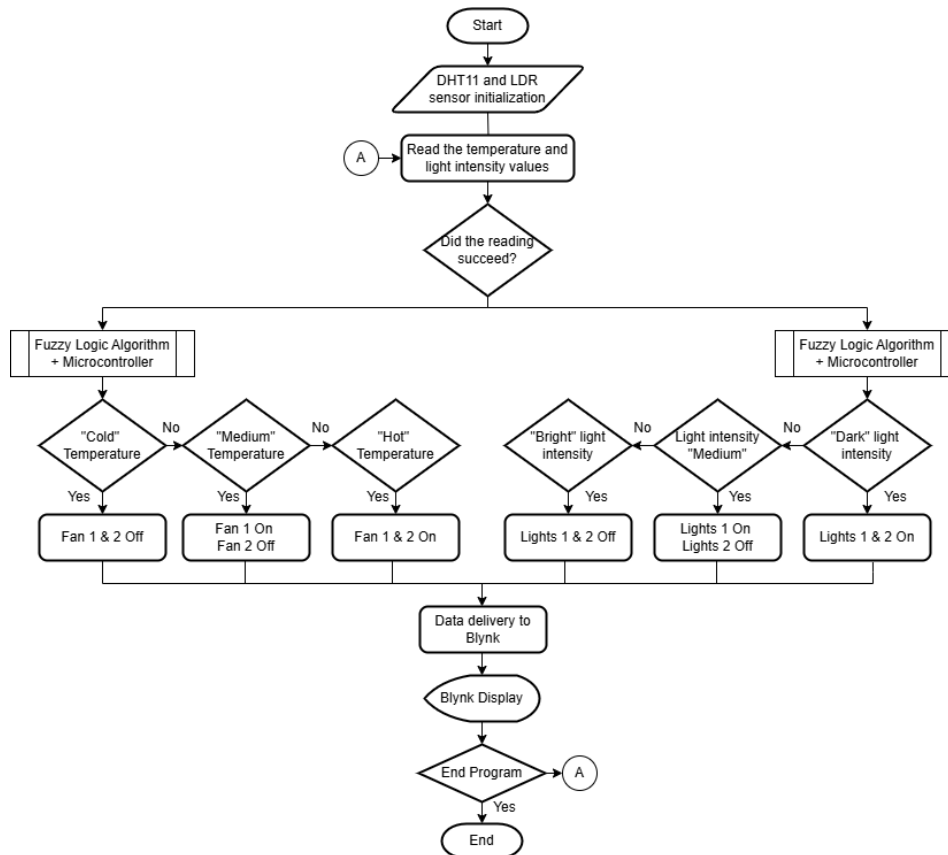 Start
DHT11 and LDR
sensor initialization
A
Read the temperature and
light intensity values
Did the reading
succeed?
Fuzzy Logic Algorithm
+ Microcontroller
Fuzzy Logic Algorithm
+ Microcontroller
"Cold"
Temperature
No
"Medium"
Temperature
No
"Hot"
Temperature
"Bright" light
intensity
No
Light intensity
"Medium"
No
"Dark" light
intensity
Yes
Yes
Yes
Yes
Yes
Yes
Fan 1 & 2 Off
Fan 1 On
Fan 2 Off
Fan 1 & 2 On
Lights 1 & 2 Off
Lights 1 On
Lights 2 Off
Lights 1 & 2 On
Data delivery to
Blynk
Blynk Display
End Program
A
Yes
End